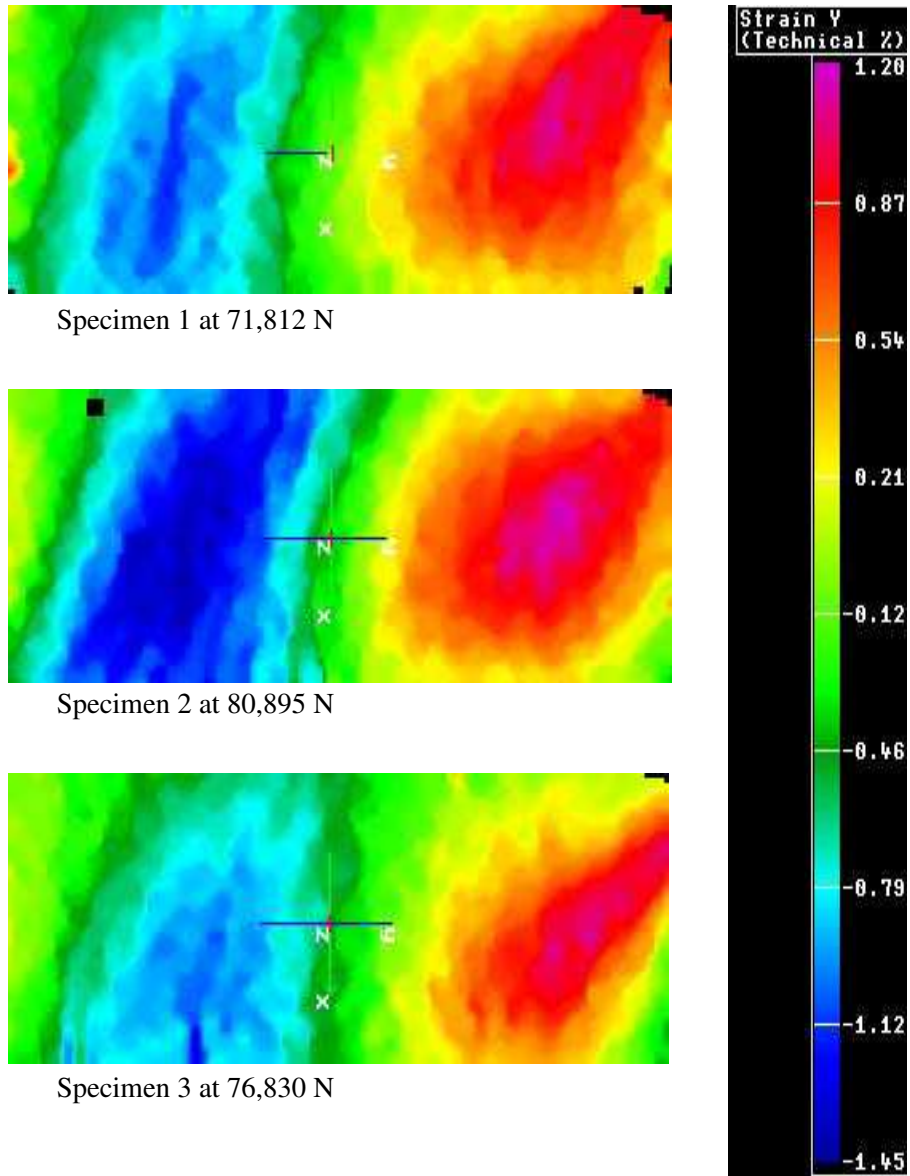 Strain Y
(Technical %)
1.20
0.87
0.54
0.21
-0.12
-0.46
-0.79
-1.12
-1.45
N
X
Specimen 1 at 71,812 N
N
X
Specimen 2 at 80,895 N
N
X
Specimen 3 at 76,830 N